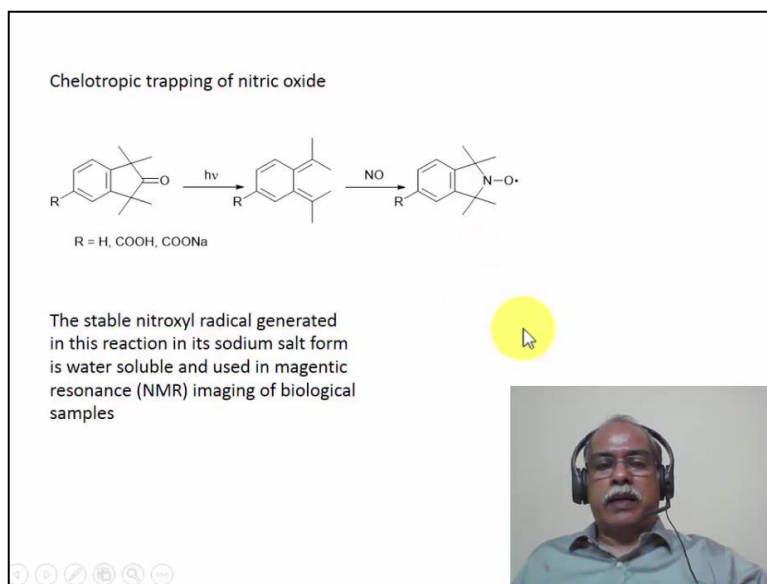 Chelotropic trapping of nitric oxide
R
O
hν
R
NO
R
N
O•
R = H, COOH, COONa
The stable nitroxyl radical generated
in this reaction in its sodium salt form
is water soluble and used in magentic
resonance (NMR) imaging of biological
samples